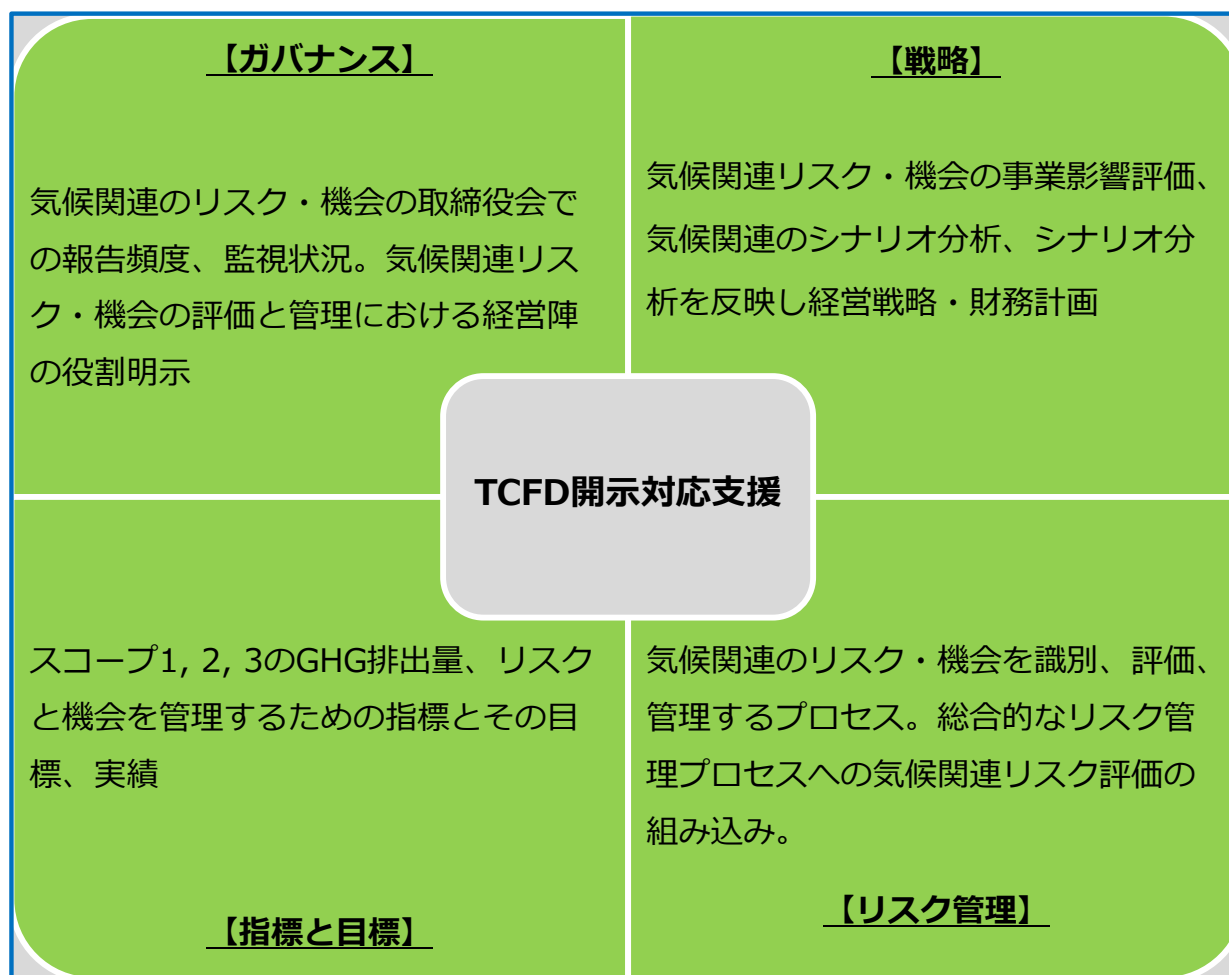 【ガバナンス】
気候関連のリスク・機会の取締役会で
の報告頻度、監視状況。気候関連リス
ク・機会の評価と管理における経営陣
の役割明示
【戦略】
気候関連リスク・機会の事業影響評価、
気候関連のシナリオ分析、シナリオ分
析を反映し経営戦略・財務計画
TCFD開示対応支援
スコープ1, 2, 3のGHG排出量、リスク
と機会を管理するための指標とその目
標、実績
【指標と目標】
気候関連のリスク・機会を識別、評価、
管理するプロセス。総合的なリスク管
理プロセスへの気候関連リスク評価の
組み込み。
【リスク管理】